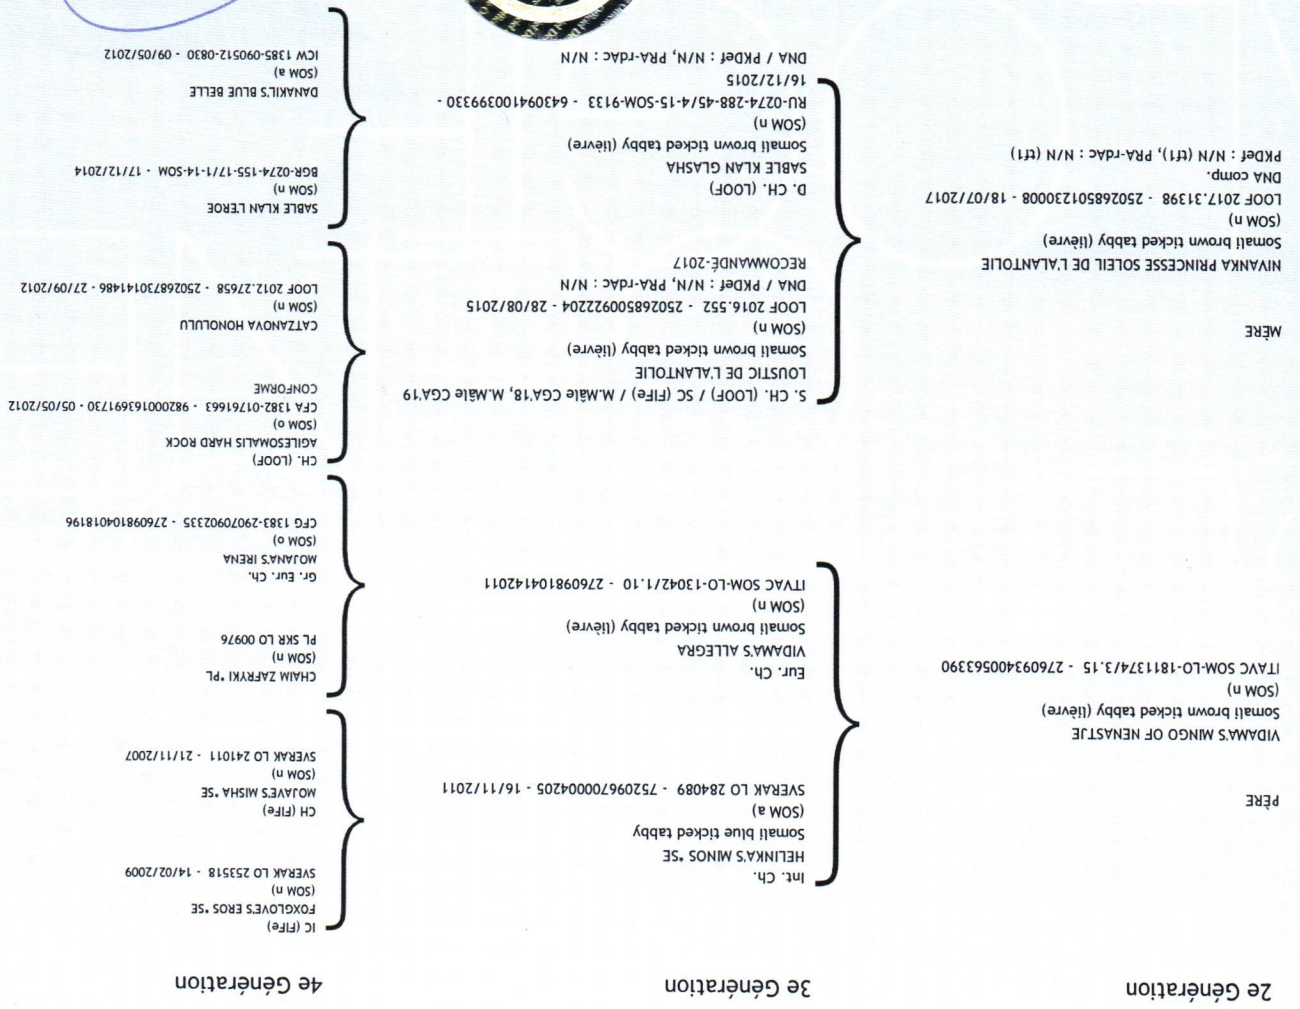 2e Génération
3e Génération
4e Génération
PÈRE
VIDAMA'S MINGO OF NENASTJE
Somali brown ticked tabby (lièvre)
(SOM n)
ITAVC SOM-LO-1811374/3.15 - 276093400563390
MÈRE
NIVANKA PRINCESSE SOLEIL DE L'ALANTOLIE
Somali brown ticked tabby (lièvre)
(SOM n)
LOOF 2017.31398 - 250268501230008 - 18/07/2017
DNA comp.
PKDef : N/N (tf1), PRA-rdAc : N/N (tf1)
Int. Ch.
HELINKA'S MINOS *SE
Somali blue ticked tabby
(SOM a)
SVERAK LO 284089 - 752096700004205 - 16/11/2011
Eur. Ch.
VIDAMA'S ALLEGRA
Somali brown ticked tabby (lièvre)
(SOM n)
ITVAC SOM-LO-13042/1.10 - 276098104142011
S. CH. (LOOF) / SC (FIFe) / M.Mâle CGA'18, M.Mâle CGA'19
LOUSTIC DE L'ALANTOLIE
Somali brown ticked tabby (lièvre)
(SOM n)
LOOF 2016.552 - 250268500922204 - 28/08/2015
DNA / PKDef : N/N, PRA-rdAc : N/N
RECOMMANDÉ-2017
D. CH. (LOOF)
SABLE KLAN GLASHA
Somali brown ticked tabby (lièvre)
(SOM n)
RU-0274-288-45/4-15-SOM-9133 - 643094100399330 -
16/12/2015
DNA / PKDef : N/N, PRA-rdAc : N/N
IC (FIFe)
FOXGLOVE'S EROS *SE
(SOM n)
SVERAK LO 253518 - 14/02/2009
CH (FIFe)
MOJAVE'S MISHA *SE
(SOM n)
SVERAK LO 241011 - 21/11/2007
CHAIM ZAFRYKI *PL
(SOM n)
PL SKR LO 00976
Gr. Eur. Ch.
MOJANA'S IRENA
(SOM o)
CFG 1383-29070902335 - 276098104018196
CH. (LOOF)
AGILESOMALIS HARD ROCK
(SOM o)
CFA 1382-01761663 - 982000163691730 - 05/05/2012
CONFORME
CATZANOVA HONOLULU
(SOM n)
LOOF 2012.27658 - 250268730141486 - 27/09/2012
SABLE KLAN L'EROE
(SOM n)
BGR-0274-155-17/1-14-SOM - 17/12/2014
DANAKIL'S BLUE BELLE
(SOM a)
ICW 1385-090512-0830 - 09/05/2012